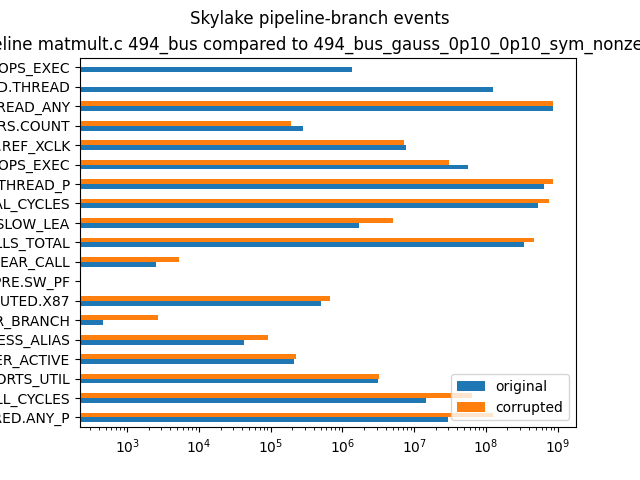 Skylake pipeline-branch events
eline matmult.c 494_bus compared to 494_bus_gauss_0p10_0p10_sym_nonze
OPS_EXEC
D.THREAD
READ_ANY
RS.COUNT
.REF_XCLK
OPS_EXEC
THREAD_P
AL_CYCLES
SLOW_LEA
LLS_TOTAL
EAR_CALL
PRE.SW_PF
UTED.X87
R_BRANCH
ESS_ALIAS
ER_ACTIVE
ORTS_UTIL
LL_CYCLES
RED.ANY_P
original
corrupted
10³ 10⁴ 10⁵ 10⁶ 10⁷ 10⁸ 10⁹